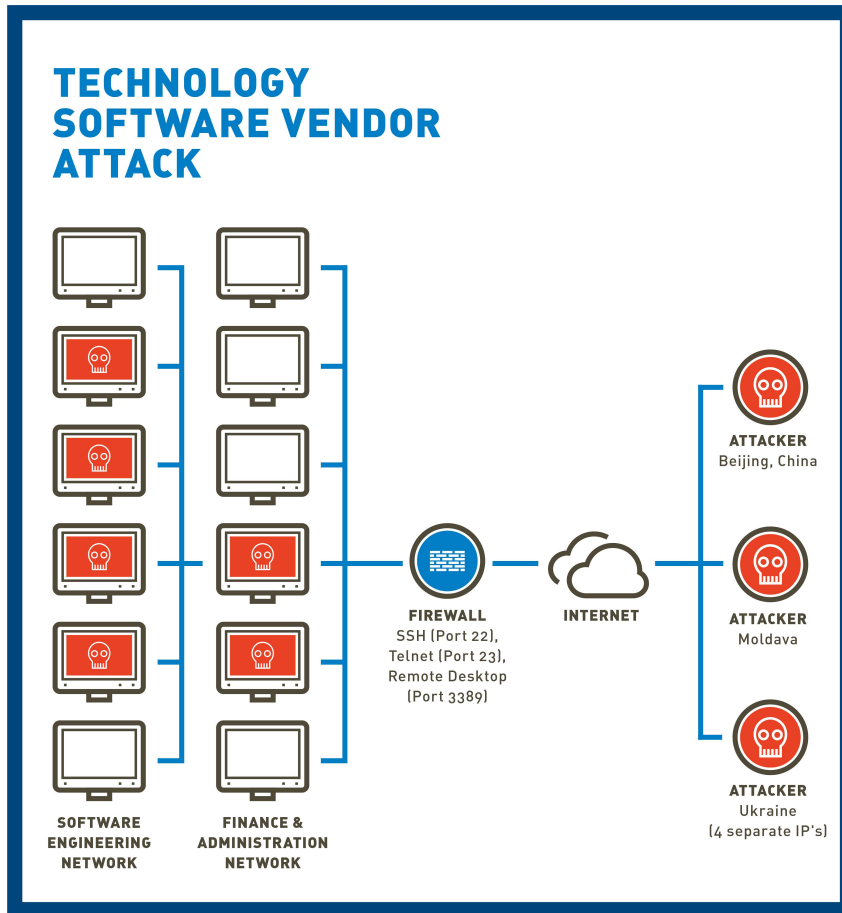 TECHNOLOGY
SOFTWARE VENDOR
ATTACK
SOFTWARE
ENGINEERING
NETWORK
FINANCE &
ADMINISTRATION
NETWORK
FIREWALL
SSH (Port 22),
Telnet (Port 23),
Remote Desktop
(Port 3389)
INTERNET
ATTACKER
Beijing, China
ATTACKER
Moldava
ATTACKER
Ukraine
(4 separate IP's)